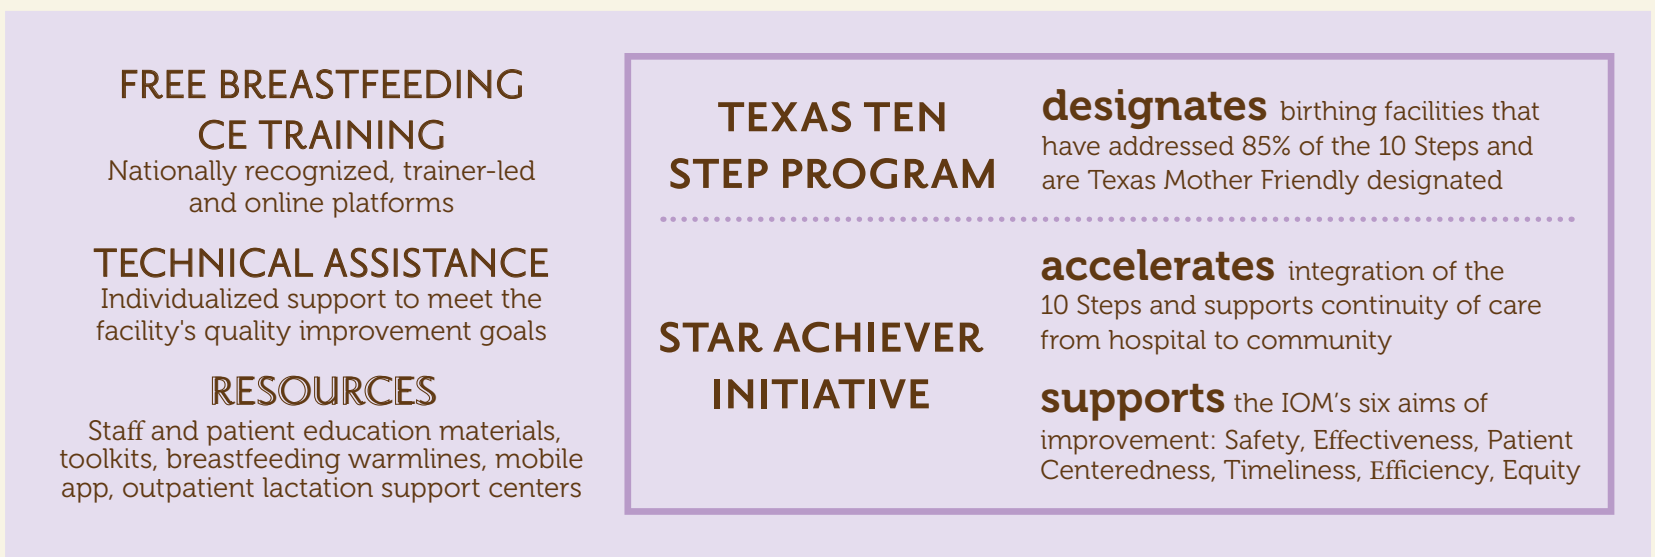 FREE BREASTFEEDING
CE TRAINING
Nationally recognized, trainer-led
and online platforms
TECHNICAL ASSISTANCE
Individualized support to meet the
facility's quality improvement goals
RESOURCES
Staff and patient education materials,
toolkits, breastfeeding warmlines, mobile
app, outpatient lactation support centers
TEXAS TEN
STEP PROGRAM
designates birthing facilities that
have addressed 85% of the 10 Steps and
are Texas Mother Friendly designated
STAR ACHIEVER
INITIATIVE
accelerates integration of the
10 Steps and supports continuity of care
from hospital to community
supports the IOM’s six aims of
improvement: Safety, Effectiveness, Patient
Centeredness, Timeliness, Efficiency, Equity